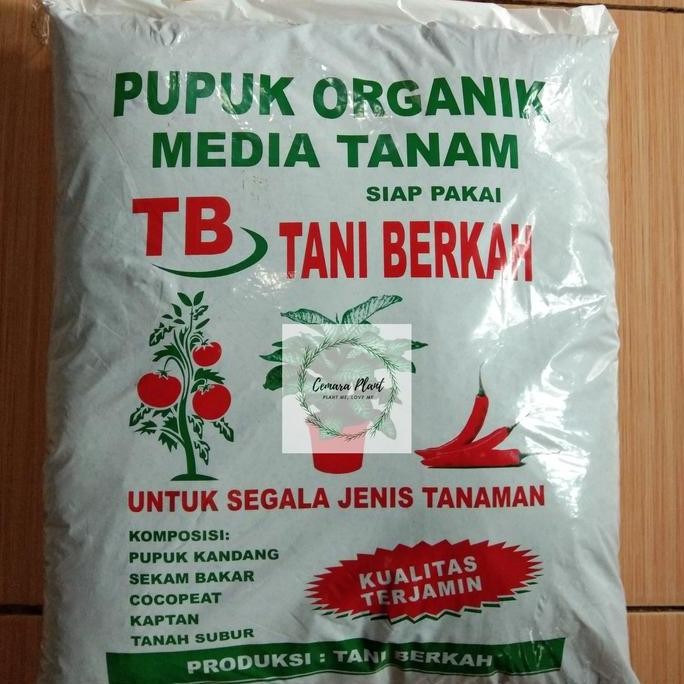 PUPUK ORGANIK
MEDIA TANAM
SIAP PAKAI
TB
TANI BERKAH
Cemara Plant
PLANT ME, LOVE ME
UNTUK SEGALA JENIS TANAMAN
KOMPOSISI:
PUPUK KANDANG
SEKAM BAKAR
COCOPEAT
KAPTAN
TANAH SUBUR
KUALITAS
TERJAMIN
PRODUKSI : TANI BERKAH